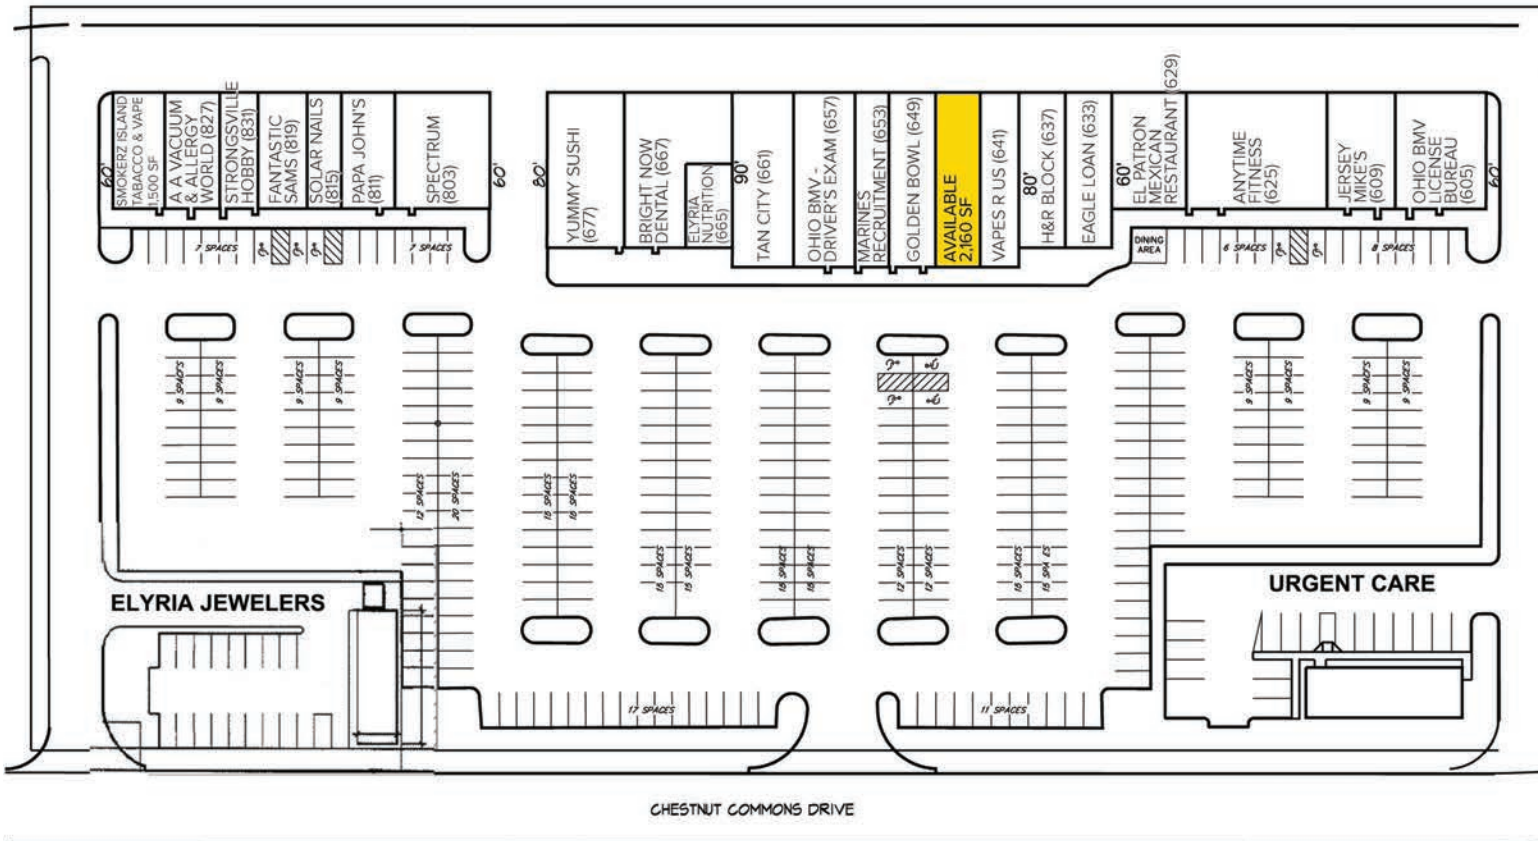 60'
SMOKERZ ISLAND
TABACCO & VAPE
1,500 SF
A A VACUUM
& ALLERGY
WORLD (827)
STRONGSVILLE
HOBBY (831)
FANTASTIC
SAMS (819)
SOLAR NAILS
(815)
PAPA JOHN'S
(811)
SPECTRUM
(803)
60'
80'
YUMMY SUSHI
(677)
BRIGHT NOW
DENTAL (667)
ELYRIA
NUTRITION
(665)
90'
TAN CITY (661)
OHIO BMV -
DRIVER'S EXAM (657)
MARINES
RECRUITMENT (653)
GOLDEN BOWL (649)
AVAILABLE
2,160 SF
VAPES R US (641)
80'
H&R BLOCK (637)
EAGLE LOAN (633)
60'
EL PATRON
MEXICAN
RESTAURANT (629)
ANYTIME
FITNESS
(625)
JERSEY
MIKE'S
(609)
OHIO BMV
LICENSE
BUREAU
(605)
60'
7 SPACES
7 SPACES
DINING
AREA
6 SPACES
8 SPACES
9 SPACES
9 SPACES
9 SPACES
9 SPACES
12 SPACES
20 SPACES
15 SPACES
15 SPACES
15 SPACES
15 SPACES
15 SPACES
15 SPACES
12 SPACES
12 SPACES
15 SPACES
15 SPA ES
9 SPACES
9 SPACES
9 SPACES
9 SPACES
ELYRIA JEWELERS
URGENT CARE
17 SPACES
11 SPACES
CHESTNUT COMMONS DRIVE